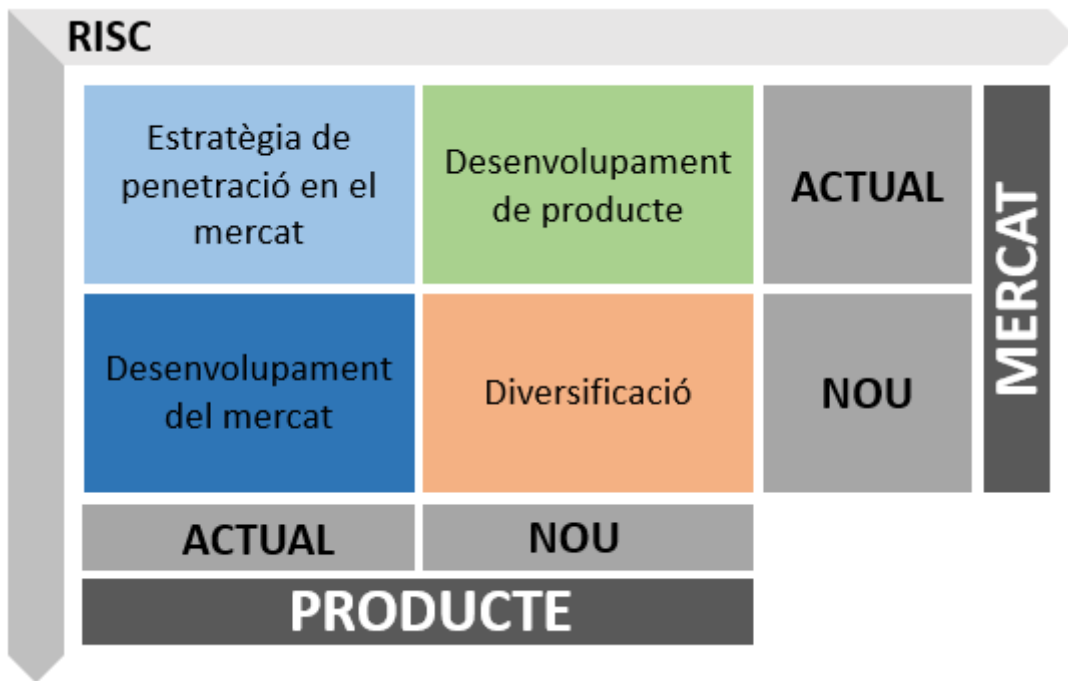 RISC
Estratègia de
penetració en el
mercat
Desenvolupament
de producte
ACTUAL
MERCAT
Desenvolupament
del mercat
Diversificació
NOU
ACTUAL
NOU
PRODUCTE